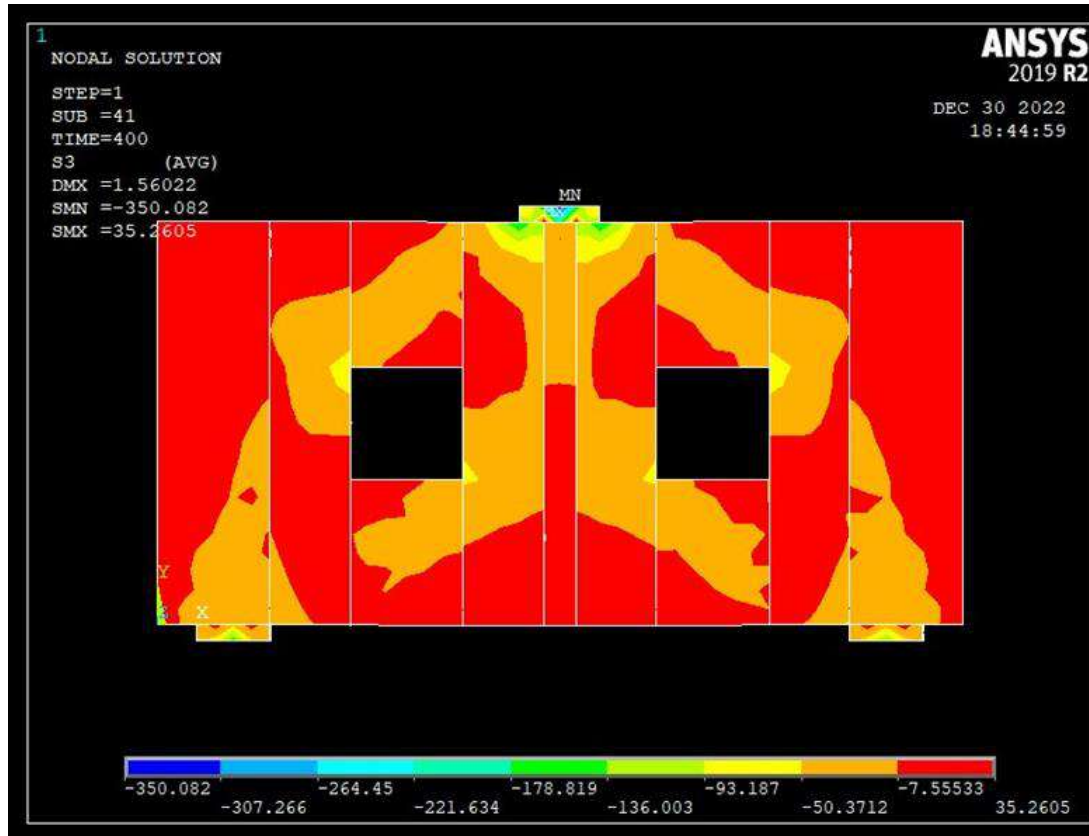 1
NODAL SOLUTION
STEP=1
SUB =41
TIME=400
S3 (AVG)
DMX =1.56022
SMN =-350.082
SMX =35.2605
ANSYS
2019 R2
DEC 30 2022
18:44:59
MN
Y
X
-350.082 -264.45 -178.819 -93.187 -7.55533
-307.266 -221.634 -136.003 -50.3712 35.2605